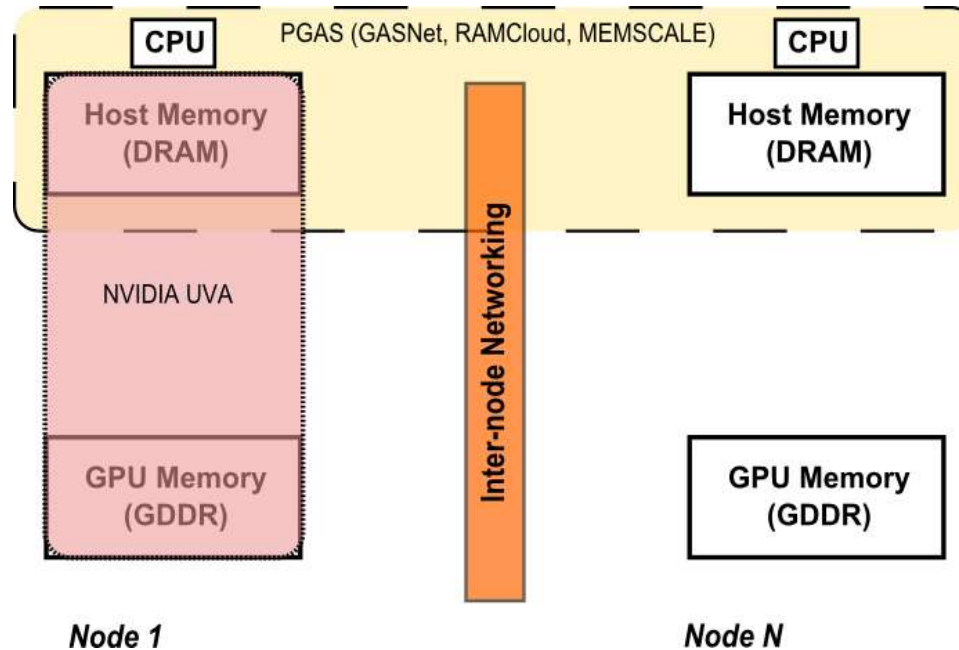 CPU
PGAS (GASNet, RAMCloud, MEMSCALE)
CPU
Host Memory
(DRAM)
Host Memory
(DRAM)
NVIDIA UVA
Inter-node Networking
GPU Memory
(GDDR)
GPU Memory
(GDDR)
Node 1
Node N